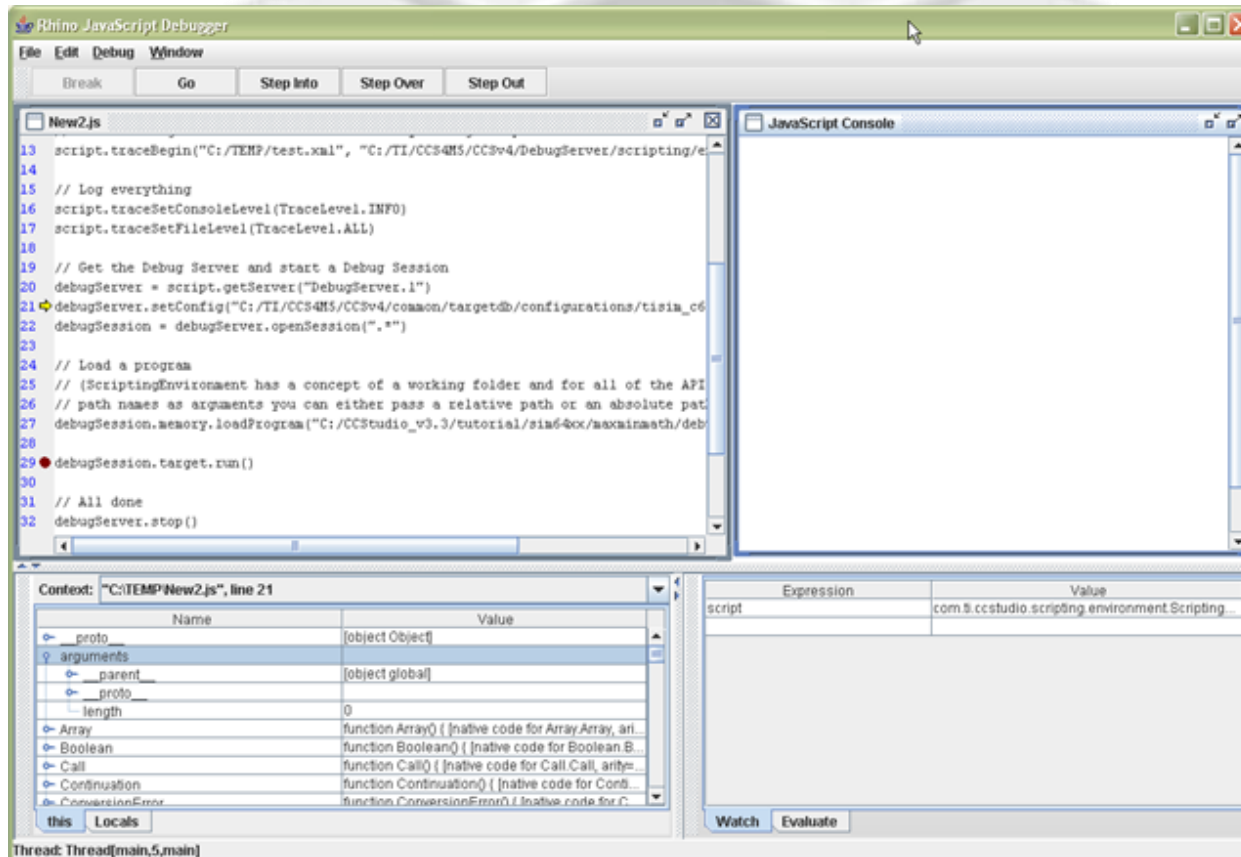 Rhino JavaScript Debugger
File Edit Debug Window
Break Go Step Into Step Over Step Out
New2.js
13 script.traceBegin("C:/TEMP/test.xml", "C:/TI/CCS4M5/CCSv4/DebugServer/scripting/e
14
15 // Log everything
16 script.traceSetConsoleLevel(TraceLevel.INFO)
17 script.traceSetFileLevel(TraceLevel.ALL)
18
19 // Get the Debug Server and start a Debug Session
20 debugServer = script.getServer("DebugServer.1")
21 debugServer.setConfig("C:/TI/CCS4M5/CCSv4/common/targetdb/configurations/tisim_c6
22 debugSession = debugServer.openSession(".*")
23
24 // Load a program
25 // (ScriptingEnvironment has a concept of a working folder and for all of the API
26 // path names as arguments you can either pass a relative path or an absolute pat
27 debugSession.memory.loadProgram("C:/CCStudio_v3.3/tutorial/sim64xx/maxminmath/deb
28
29 debugSession.target.run()
30
31 // All done
32 debugServer.stop()
JavaScript Console
Context: "C:\TEMP\New2.js", line 21
Name Value
__proto__ [object Object]
arguments
__parent__ [object global]
__proto__
length 0
Array function Array() { [native code for Array.Array, ari...
Boolean function Boolean() { [native code for Boolean.B...
Call function Call() { [native code for Call.Call, arity=...
Continuation function Continuation() { [native code for Conti...
ConversionError function ConversionError() { [native code for C
this Locals
Expression Value
script com.ti.ccstudio.scripting.environment.Scripting...
Watch Evaluate
Thread: Thread[main,5,main]